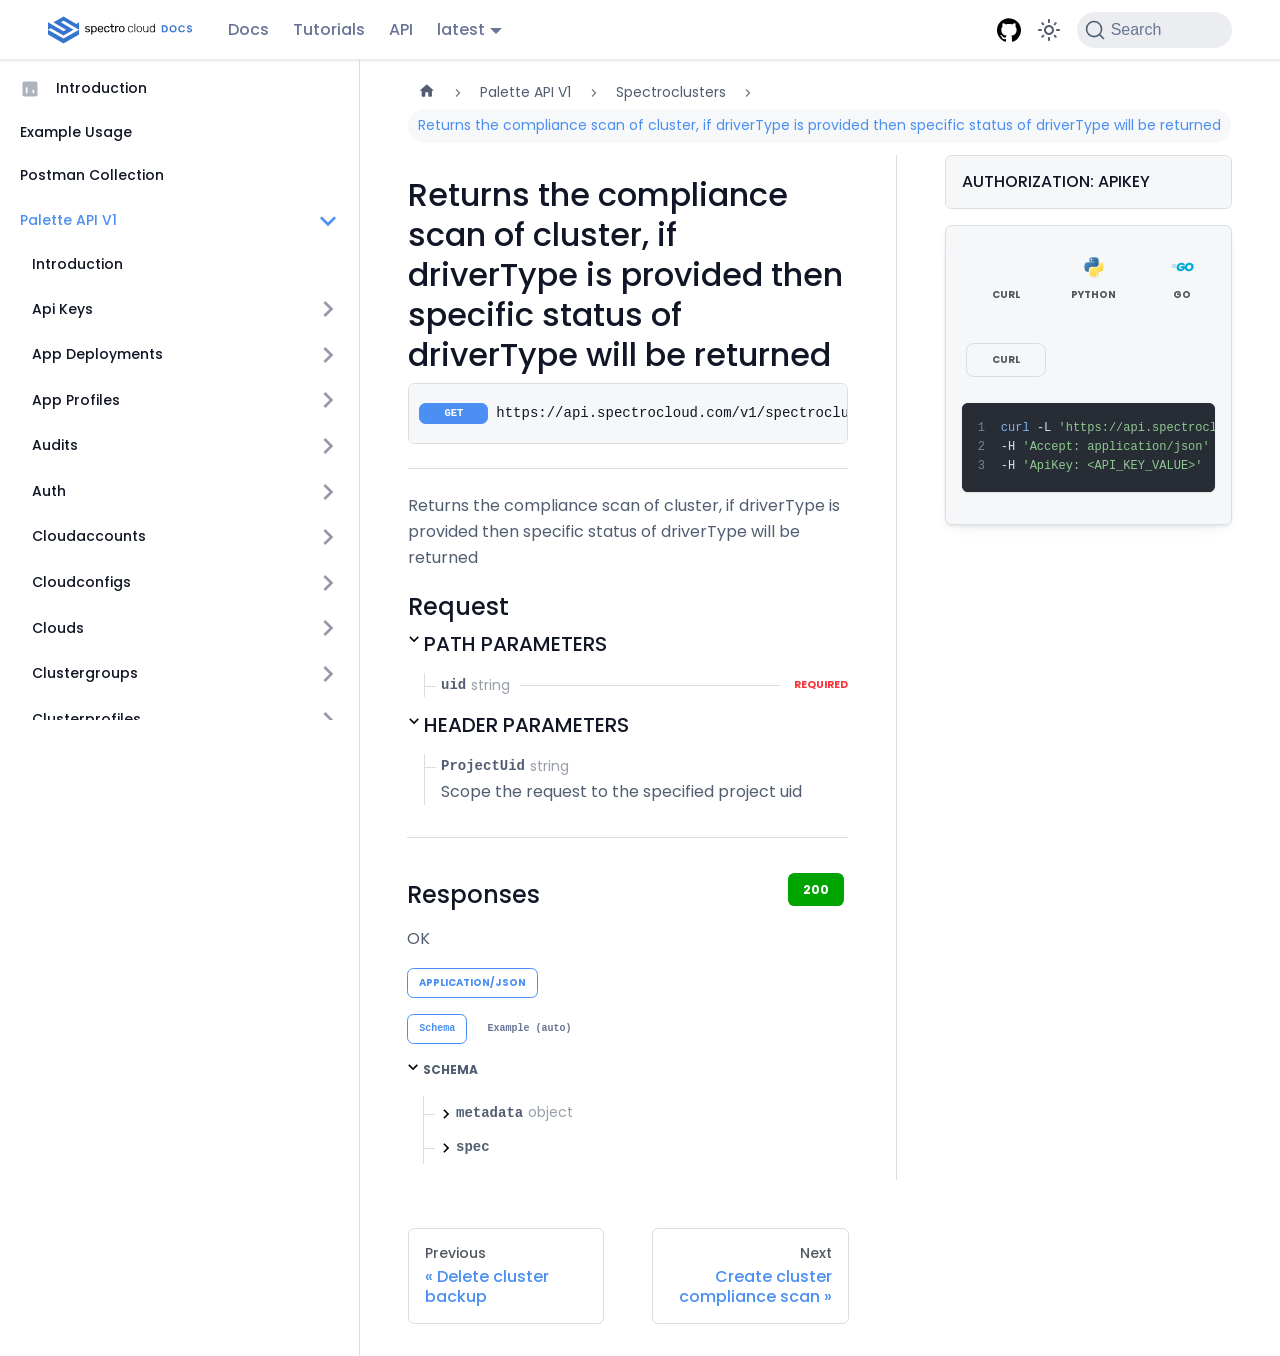 spectro cloud DOCS
Docs
Tutorials
API
latest
Search
Introduction
Example Usage
Postman Collection
Palette API V1
Introduction
Api Keys
App Deployments
App Profiles
Audits
Auth
Cloudaccounts
Cloudconfigs
Clouds
Clustergroups
Clusterprofiles
Palette API V1
Spectroclusters
Returns the compliance scan of cluster, if driverType is provided then specific status of driverType will be returned
Returns the compliance
scan of cluster, if
driverType is provided then
specific status of
driverType will be returned
GET https://api.spectrocloud.com/v1/spectroclu
Returns the compliance scan of cluster, if driverType is
provided then specific status of driverType will be
returned
Request
PATH PARAMETERS
uid string REQUIRED
HEADER PARAMETERS
ProjectUid string
Scope the request to the specified project uid
Responses
200
OK
APPLICATION/JSON
Schema
Example (auto)
SCHEMA
metadata object
spec
AUTHORIZATION: APIKEY
CURL
PYTHON
GO
GO
CURL
1 curl -L 'https://api.spectrocl
2 -H 'Accept: application/json'
3 -H 'ApiKey: <API_KEY_VALUE>'
Previous
« Delete cluster
backup
Next
Create cluster
compliance scan »